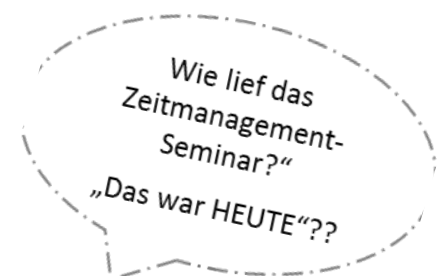 Wie lief das
Zeitmanagement-
Seminar?“
„Das war HEUTE“??